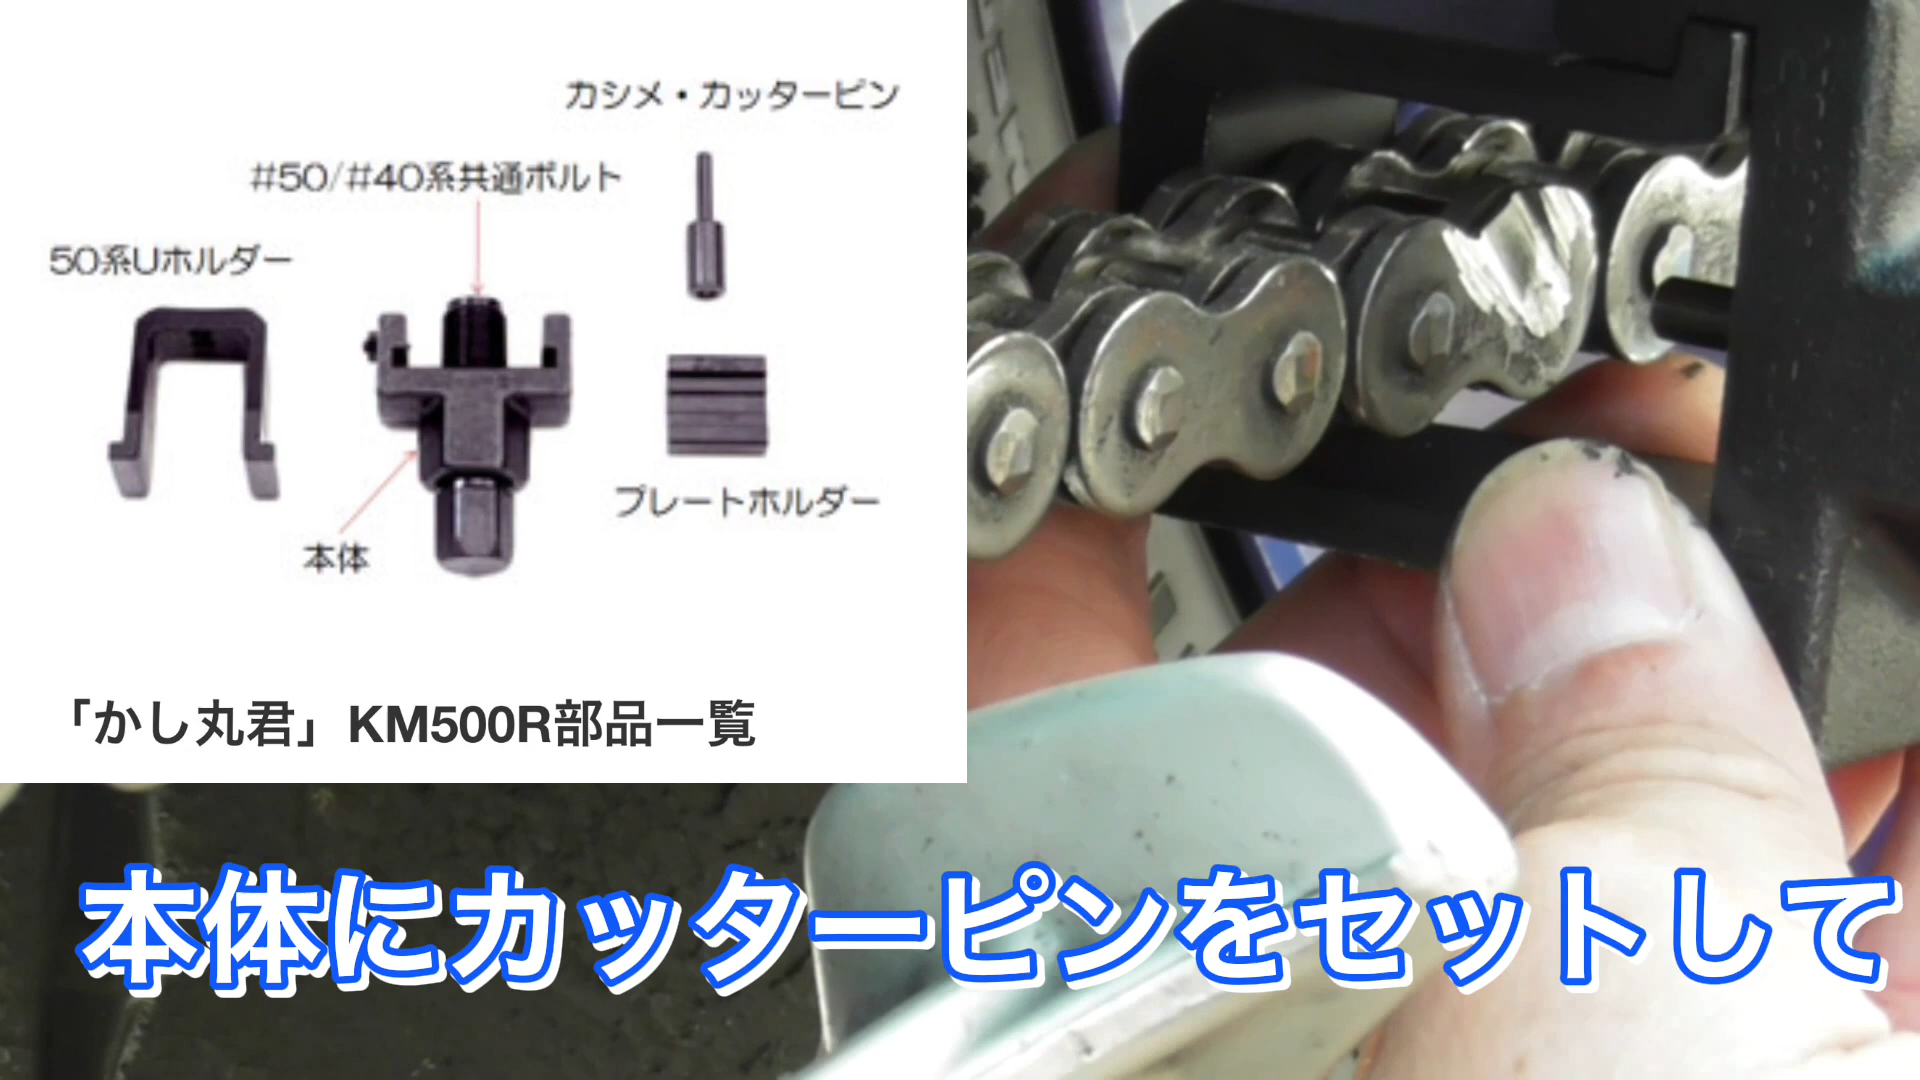 カシメ・カッターピン
#50/#40系共通ボルト
50系Uホルダー
プレートホルダー
本体
「かし丸君」KM500R部品一覧
本体にカッターピンをセットして